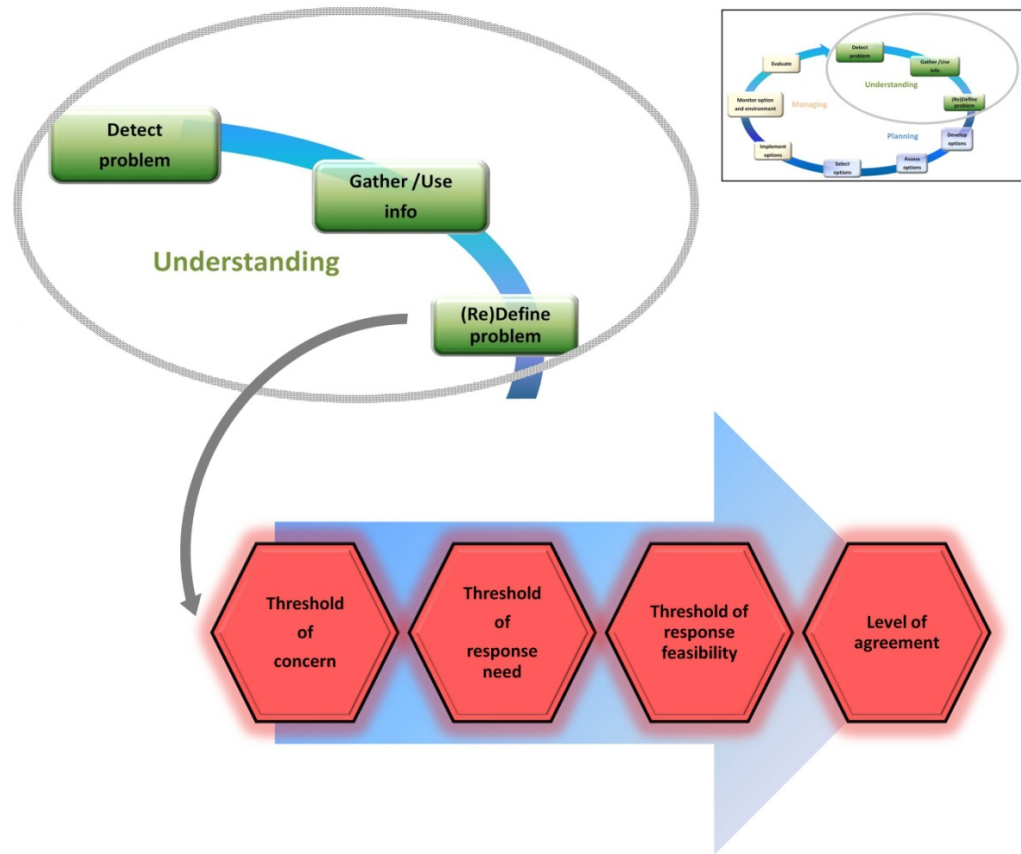 Detect
problem
Gather /Use
info
Understanding
(Re)Define
problem
Detect
problem
Gather /Use
info
Understanding
(Re)Define
problem
Planning
Develop
options
Assess
options
Select
options
Implement
options
Monitor option
and environment
Managing
Evaluate
Threshold
of
concern
Threshold
of
response
need
Threshold of
response
feasibility
Level of
agreement